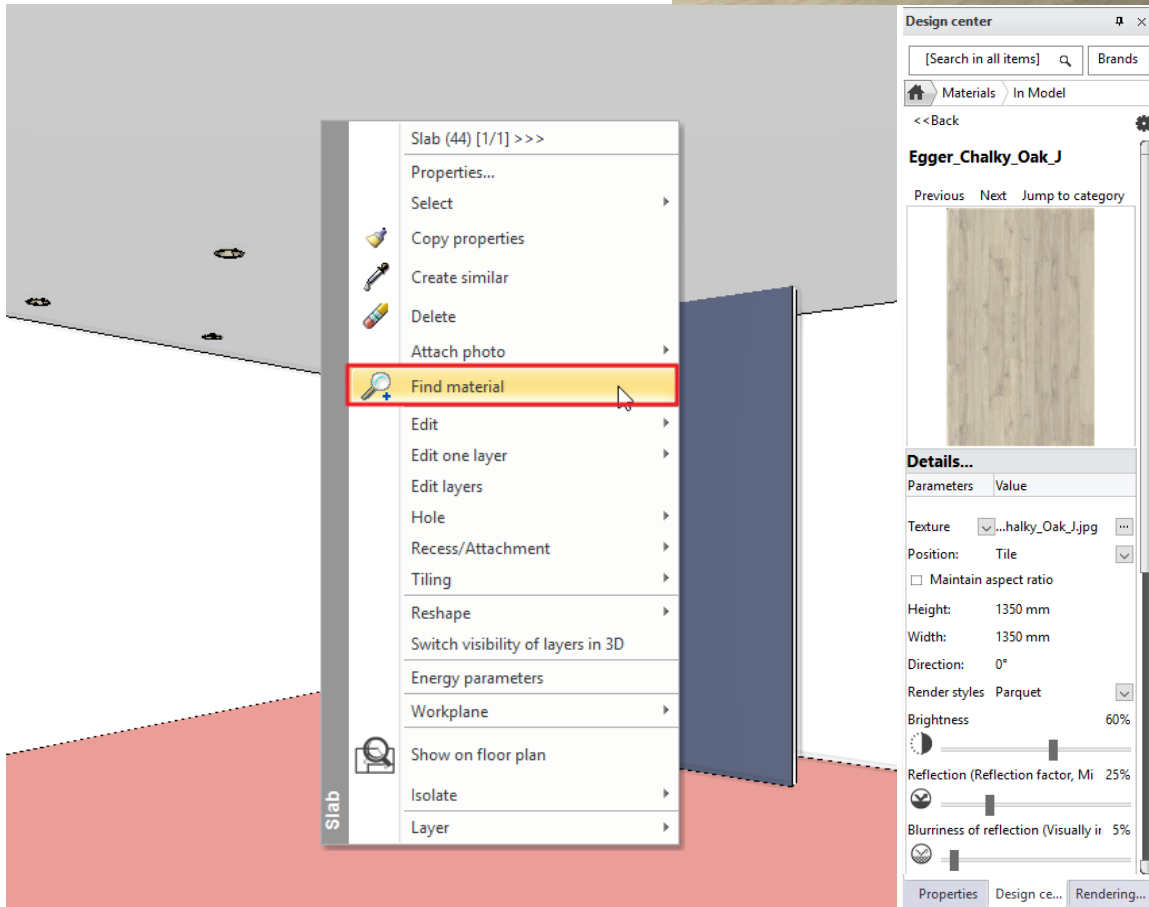 Slab (44) [1/1] >>>
Properties...
Select
Copy properties
Create similar
Delete
Attach photo
Find material
Edit
Edit one layer
Edit layers
Hole
Recess/Attachment
Tiling
Reshape
Switch visibility of layers in 3D
Energy parameters
Workplane
Show on floor plan
Isolate
Layer
Slab
Design center
[Search in all items] Brands
Materials In Model
<<Back
Egger_Chalky_Oak_J
Previous Next Jump to category
Details...
Parameters Value
Texture ...halky_Oak_J.jpg ...
Position: Tile
Maintain aspect ratio
Height: 1350 mm
Width: 1350 mm
Direction: 0°
Render styles Parquet
Brightness 60%
Reflection (Reflection factor, Mi 25%
Blurriness of reflection (Visually ir 5%
Properties Design ce... Rendering...